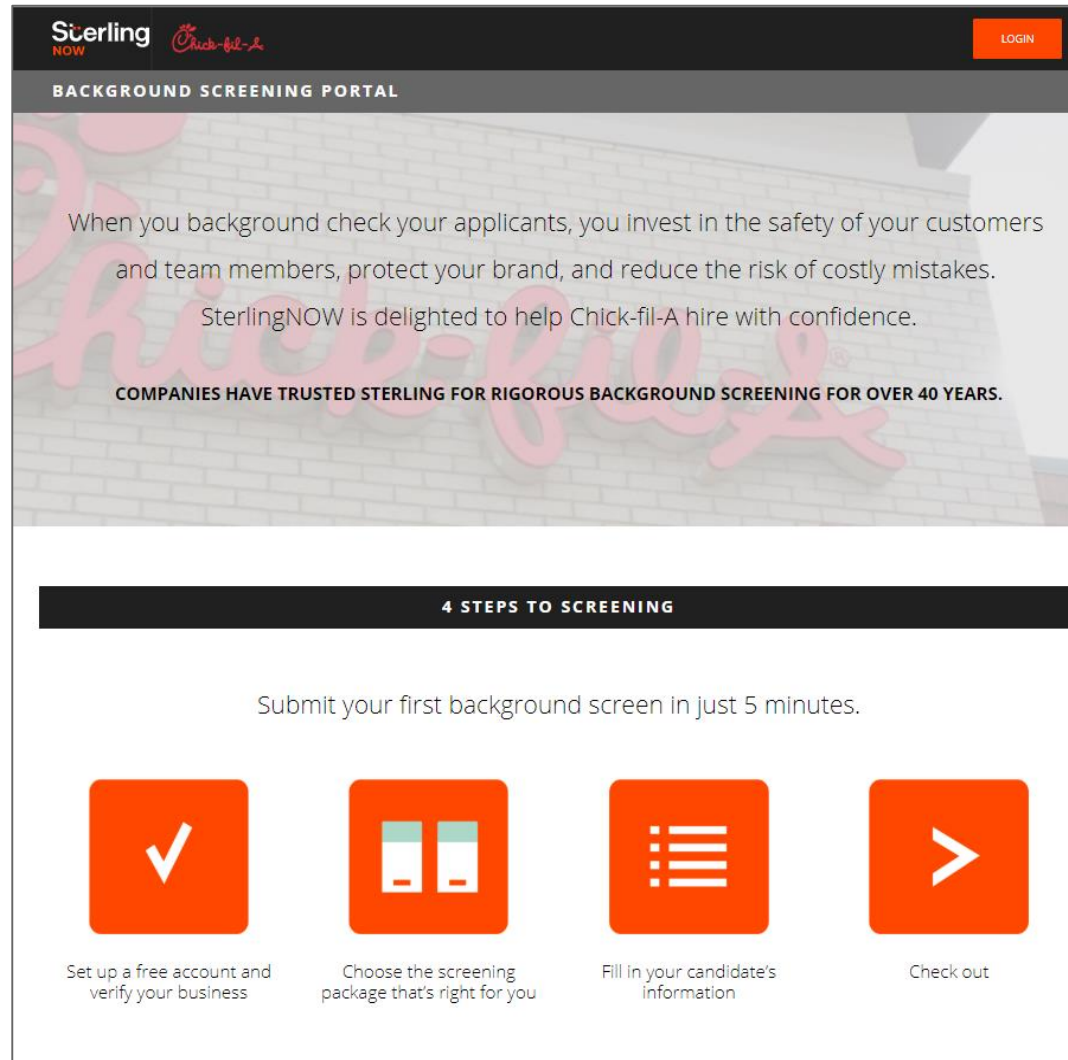 Sterling
NOW
Chick-fil-A
LOGIN
BACKGROUND SCREENING PORTAL
When you background check your applicants, you invest in the safety of your customers
and team members, protect your brand, and reduce the risk of costly mistakes.
SterlingNOW is delighted to help Chick-fil-A hire with confidence.
COMPANIES HAVE TRUSTED STERLING FOR RIGOROUS BACKGROUND SCREENING FOR OVER 40 YEARS.
Chick-fil-A®
4 STEPS TO SCREENING
Submit your first background screen in just 5 minutes.
Set up a free account and
verify your business
Choose the screening
package that's right for you
Fill in your candidate's
information
Check out